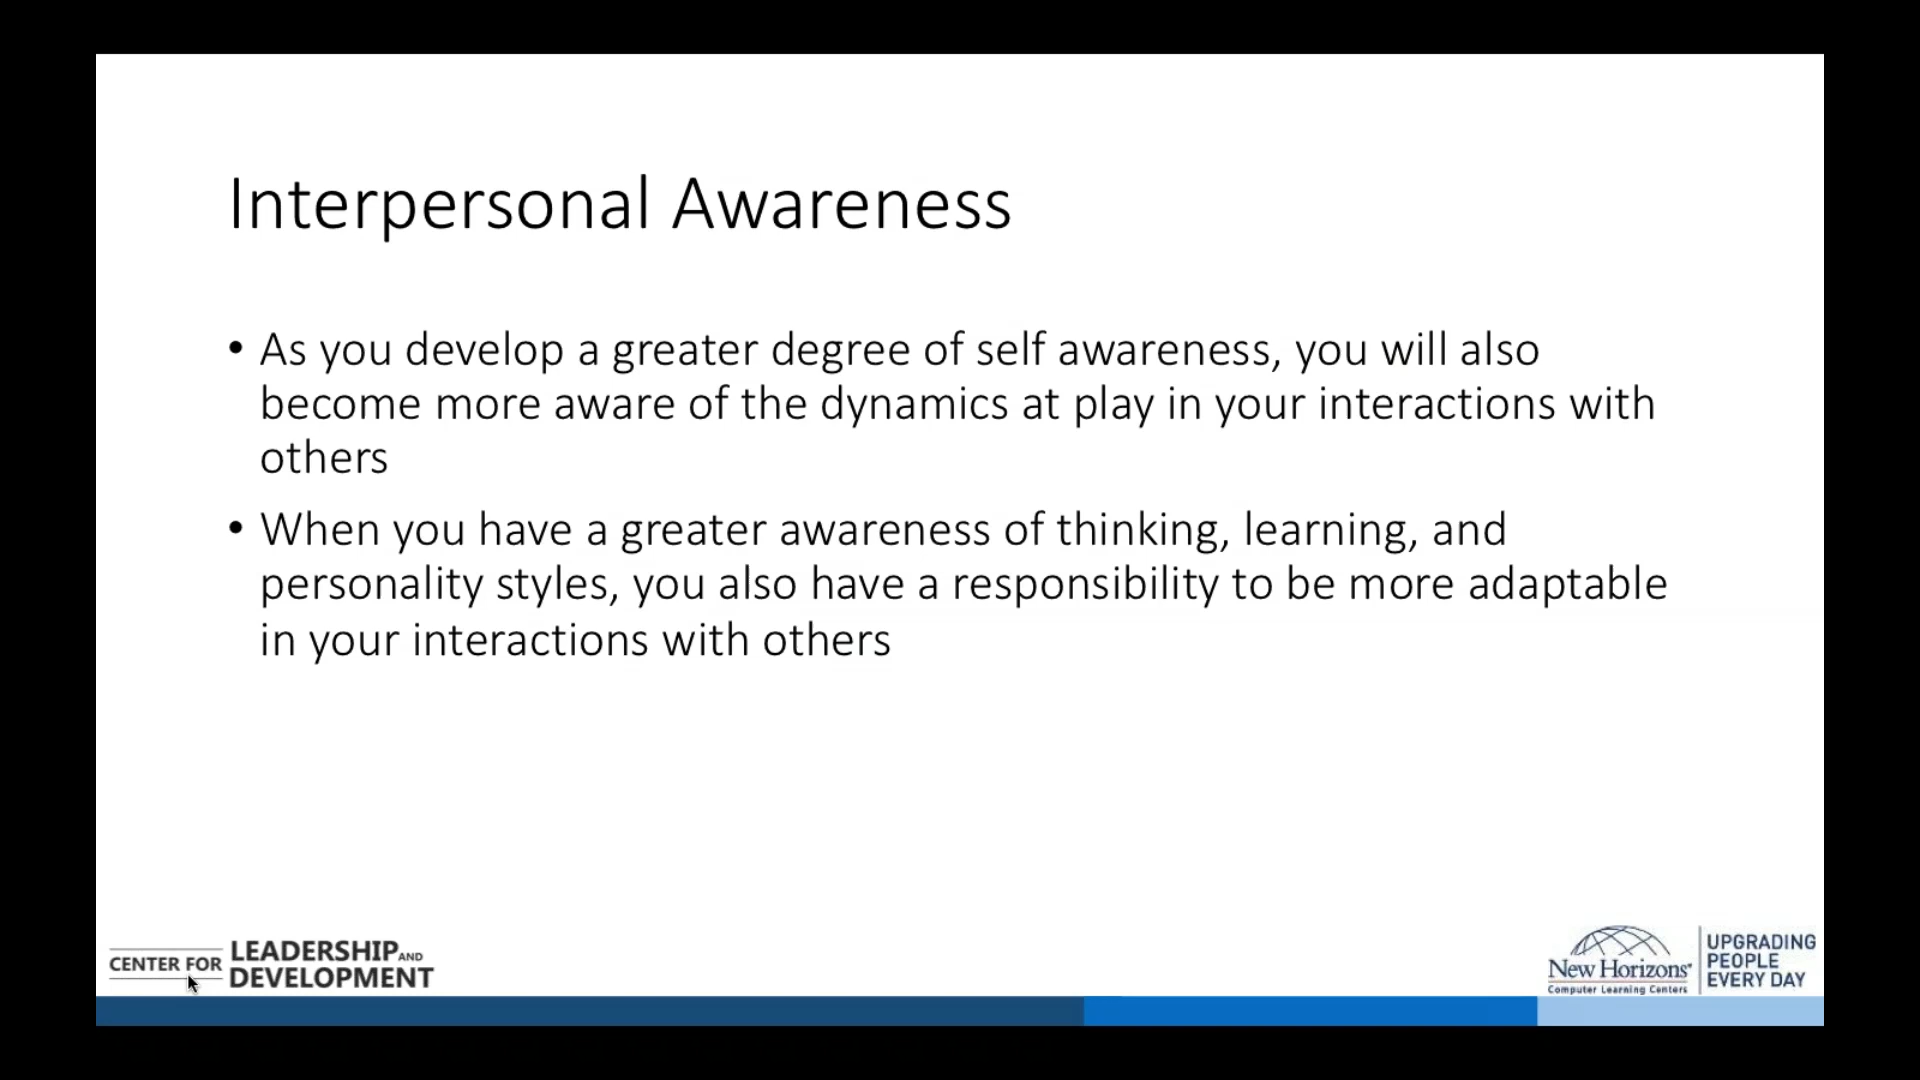 Interpersonal Awareness
• As you develop a greater degree of self awareness, you will also
become more aware of the dynamics at play in your interactions with
others
• When you have a greater awareness of thinking, learning, and
personality styles, you also have a responsibility to be more adaptable
in your interactions with others
CENTER FOR LEADERSHIP AND
DEVELOPMENT
New Horizons®
Computer Learning Centers
UPGRADING
PEOPLE
EVERY DAY